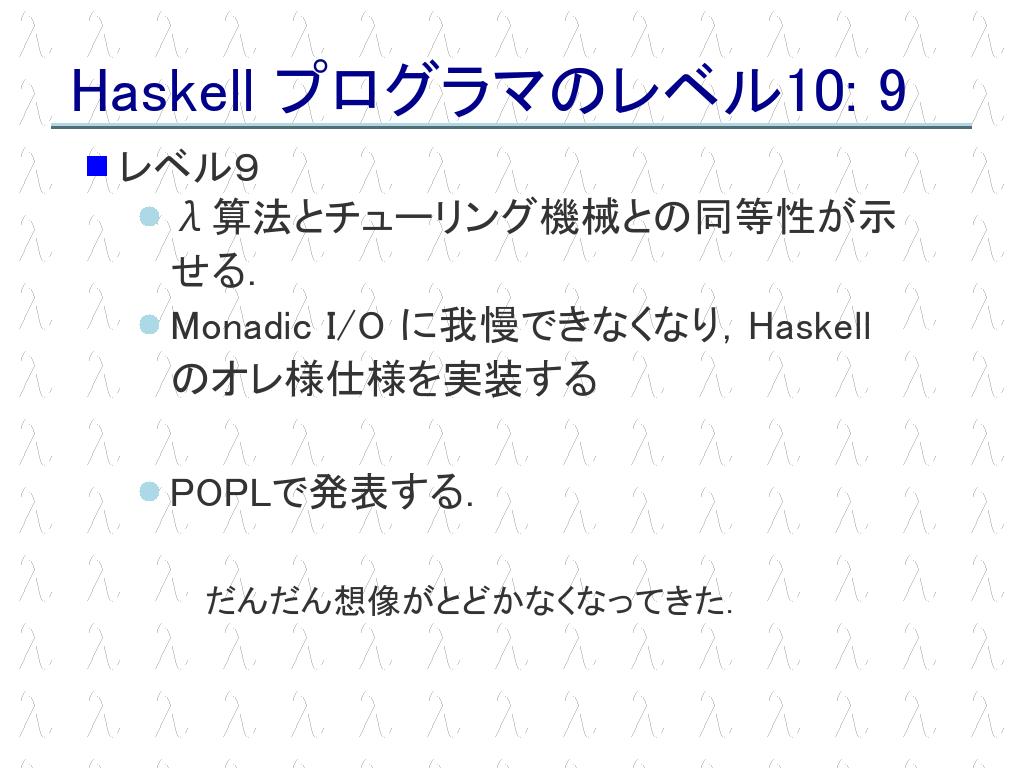 Haskell プログラマのレベル10: 9
レベル９
λ算法とチューリング機械との同等性が示
せる.
Monadic I/O に我慢できなくなり, Haskell
のオレ様仕様を実装する
POPLで発表する.
だんだん想像がとどかなくなってきた.